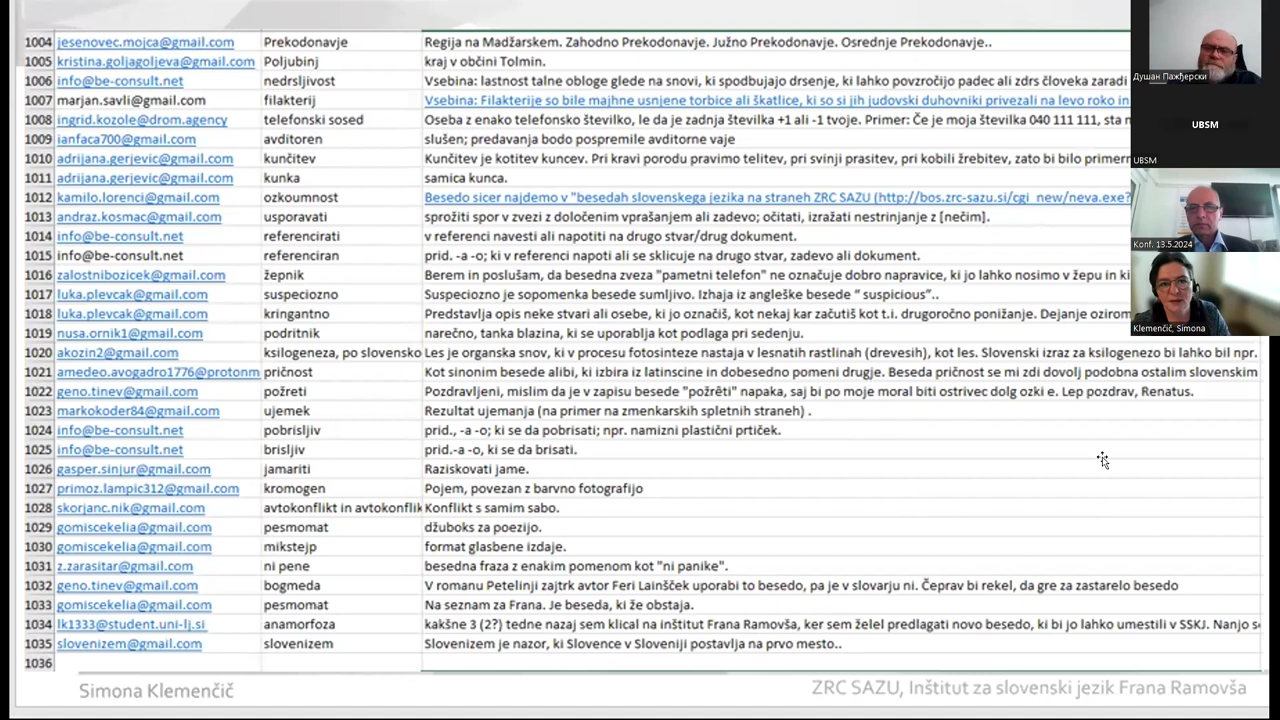 1004 jesenovec.mojca@gmail.com Prekodonavje Regija na Madžarskem. Zahodno Prekodonavje. Južno Prekodonavje. Osrednje Prekodonavje..
1005 kristina.goljagoljeva@gmail.com Poljubinj kraj v občini Tolmin.
1006 info@be-consult.net nedrsljivost Vsebina: lastnost talne obloge glede na snovi, ki spodbujajo drsenje, ki lahko povzročijo padec ali zdrs človeka zaradi
1007 marjan.savli@gmail.com filakterij Vsebina: Filakterije so bile majhne usnjene torbice ali škatlice, ki so si jih judovski duhovniki privezali na levo roko in
1008 ingrid.kozole@drom.agency telefonski sosed Oseba z enako telefonsko številko, le da je zadnja številka +1 ali -1 tvoje. Primer: Če je moja številka 040 111 111, sta
1009 ianfaca700@gmail.com avditoren slušen; predavanja bodo pospremile avditorne vaje
1010 adrijana.gerjevic@gmail.com kunčitev Kunčitev je kotitev kuncev. Pri kravi porodu pravimo telitev, pri svinji prasitev, pri kobili žrebitev, zato bi bilo
1011 adrijana.gerjevic@gmail.com kunka samica kunca.
1012 kamilo.lorenci@gmail.com ozkoumnost Besedo sicer najdemo v "besedah slovenskega jezika na straneh ZRC SAZU (http://bos.zrc-sazu.si/cgi_new/neva.exe?
1013 andraz.kosmac@gmail.com usporavati sprožiti spor v zvezi z določenim vprašanjem ali zadevo; očitati, izražati nestrinjanje z [nečim].
1014 info@be-consult.net referencirati v referenci navesti ali napotiti na drugo stvar/drug dokument.
1015 info@be-consult.net referenciran prid. -a -o; ki v referenci napoti ali se sklicuje na drugo stvar, zadevo ali dokument.
1016 zalostnibozicek@gmail.com žepnik Berem in poslušam, da besedna zveza "pametni telefon" ne označuje dobro napravice, ki jo lahko nosimo v žepu in
1017 luka.plevcak@gmail.com suspeciozno Suspeciozno je sopomenka besede sumljivo. Izhaja iz angleške besede " suspicious"..
1018 luka.plevcak@gmail.com kringantno Predstavlja opis neke stvari ali osebe, ki jo označiš, kot nekaj kar začutiš kot t.i. drugoročno ponižanje. Dejanje ozirom
1019 nusa.ornik1@gmail.com podritnik narečno, tanka blazina, ki se uporablja kot podlaga pri sedenju.
1020 akozin2@gmail.com ksilogeneza, po slovensko Les je organska snov, ki v procesu fotosinteze nastaja v lesnatih rastlinah (drevesih), kot les. Slovenski izraz za ksilogenezo bi lahko bil npr.
1021 amedeo.avogadro1776@protonm pričnost Kot sinonim besede alibi, ki izbira iz latinscine in dobesedno pomeni drugje. Beseda pričnost se mi zdi dovolj podobna ostalim slovenskim
1022 geno.tinev@gmail.com požreti Pozdravljeni, mislim da je v zapisu besede "požrêti" napaka, saj bi po moje moral biti ostrivec dolg ozki e. Lep pozdrav, Renatus.
1023 markokoder84@gmail.com ujemek Rezultat ujemanja (na primer na zmenkarskih spletnih straneh) .
1024 info@be-consult.net pobrisljiv prid., -a -o; ki se da pobrisati; npr. namizni plastični prtiček.
1025 info@be-consult.net brisljiv prid.-a -o, ki se da brisati.
1026 gasper.sinjur@gmail.com jamariti Raziskovati jame.
1027 primoz.lampic312@gmail.com kromogen Pojem, povezan z barvno fotografijo
1028 skorjanc.nik@gmail.com avtokonflikt in avtokonflik Konflikt s samim sabo.
1029 gomiscekelia@gmail.com pesmomat džuboks za poezijo.
1030 gomiscekelia@gmail.com mikstejp format glasbene izdaje.
1031 z.zarasitar@gmail.com ni pene besedna fraza z enakim pomenom kot "ni panike".
1032 geno.tinev@gmail.com bogmeda V romanu Petelinji zajtrk avtor Feri Lainšček uporabi to besedo, pa je v slovarju ni. Čeprav bi rekel, da gre za zastarelo besedo
1033 gomiscekelia@gmail.com pesmomat Na seznam za Frana. Je beseda, ki že obstaja.
1034 lk1333@student.uni-lj.si anamorfoza kakšne 3 (2?) tedne nazaj sem klical na inštitut Frana Ramovša, ker sem želel predlagati novo besedo, ki bi jo lahko umestili v SSKJ. Nanjo
1035 slovenizem@gmail.com slovenizem Slovenizem je nazor, ki Slovence v Sloveniji postavlja na prvo mesto..
1036
Simona Klemenčič
ZRC SAZU, Inštitut za slovenski jezik Frana Ramovša
Душан Пажђерски
UBSM
UBSM
Konf. 13.5.2024
Klemenčič, Simona